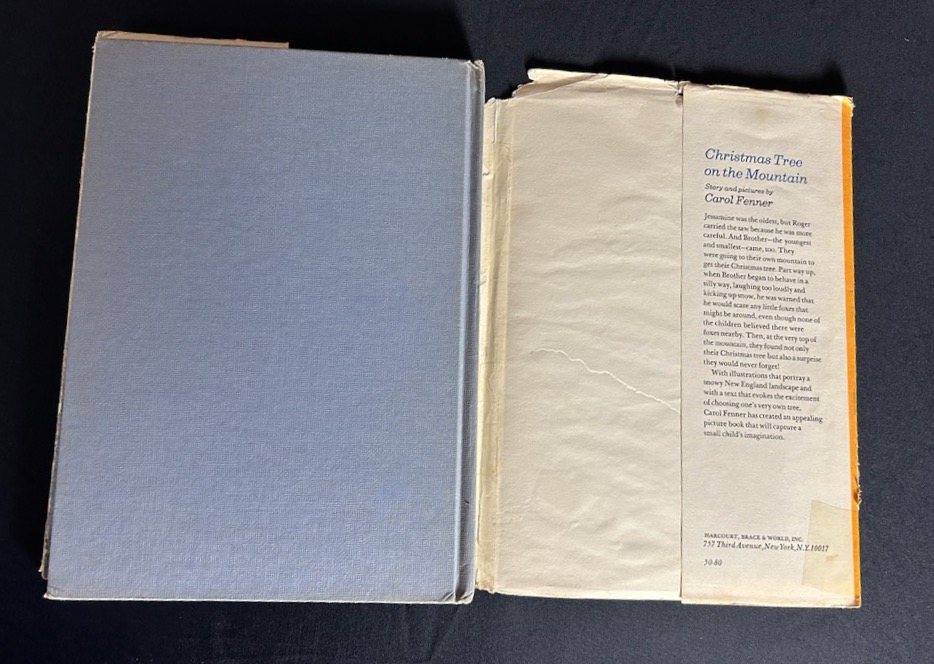 Christmas Tree
on the Mountain
Story and pictures by
Carol Fenner
Jessamine was the oldest, but Roger
carried the saw because he was more
careful. And Brother—the youngest
and smallest—came, too. They
were going to their own mountain to
get their Christmas tree. Part way up,
when Brother began to behave in a
silly way, laughing too loudly and
kicking up snow, he was warned that
he would scare any little foxes that
might be around, even though none of
the children believed there were
foxes nearby. Then, at the very top of
the mountain, they found not only
their Christmas tree but also a surprise
they would never forget!
With illustrations that portray a
snowy New England landscape and
with a text that evokes the excitement
of choosing one's very own tree,
Carol Fenner has created an appealing
picture book that will capture a
small child's imagination.
HARCOURT, BRACE & WORLD, INC.
757 Third Avenue, New York, N.Y. 10017
50-80